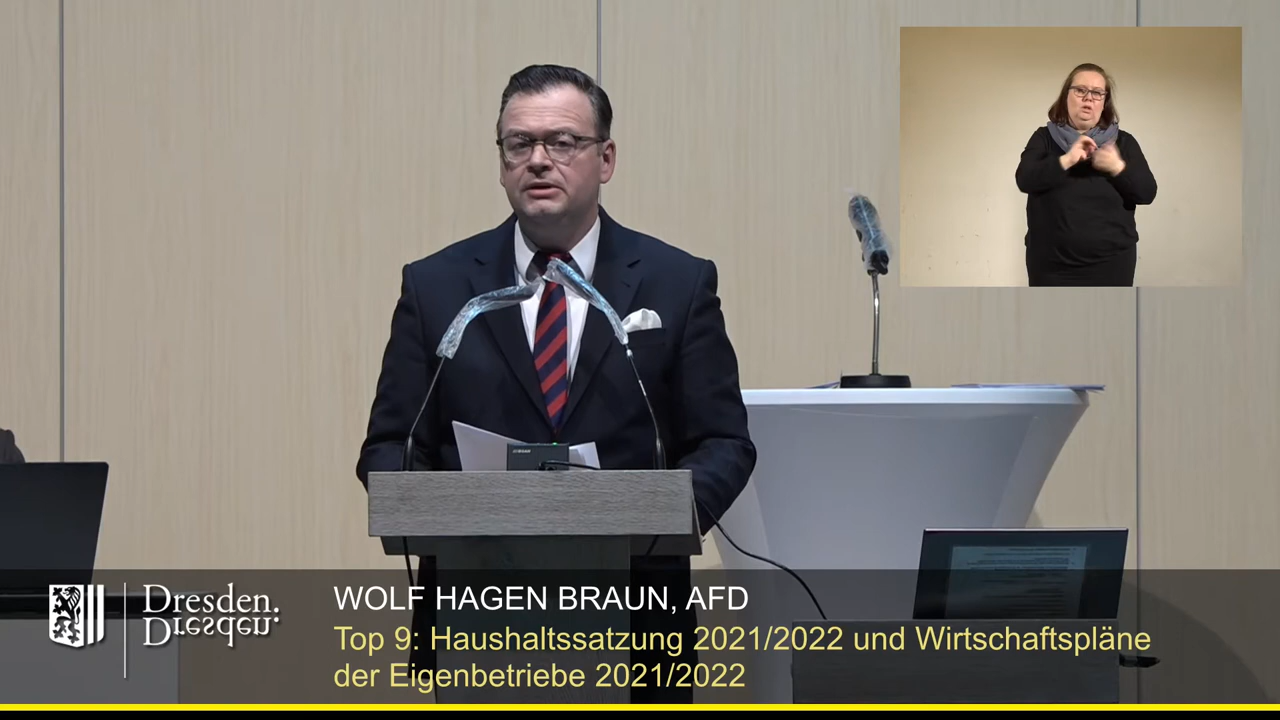 Dresden.
Dresden.
WOLF HAGEN BRAUN, AFD
Top 9: Haushaltssatzung 2021/2022 und Wirtschaftspläne
der Eigenbetriebe 2021/2022